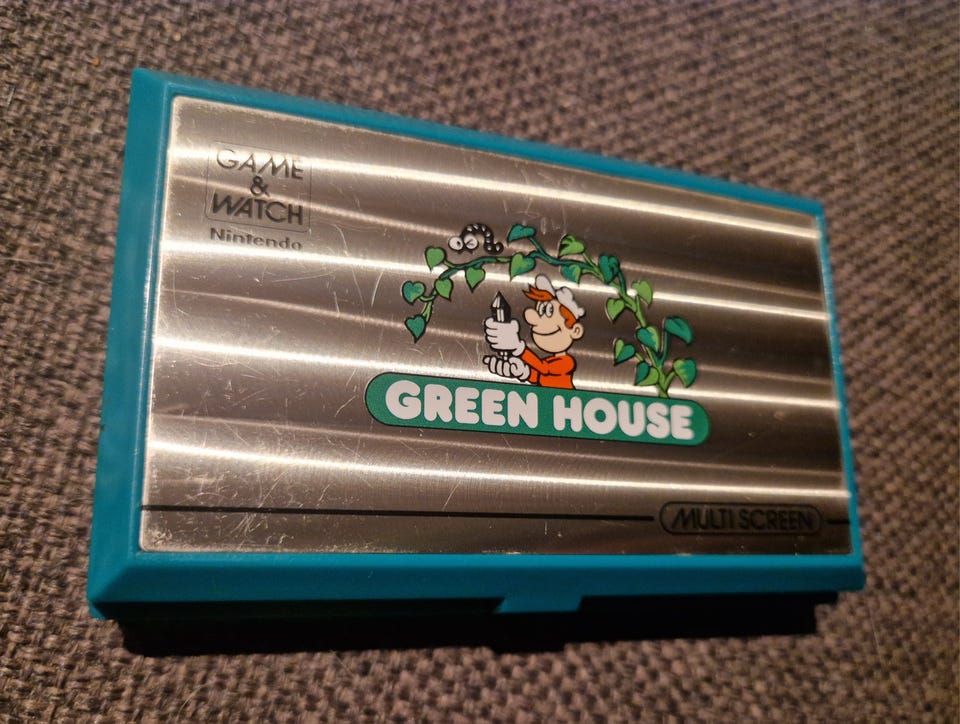 GAME
&
WATCH
Nintendo
GREEN HOUSE
MULTI SCREEN